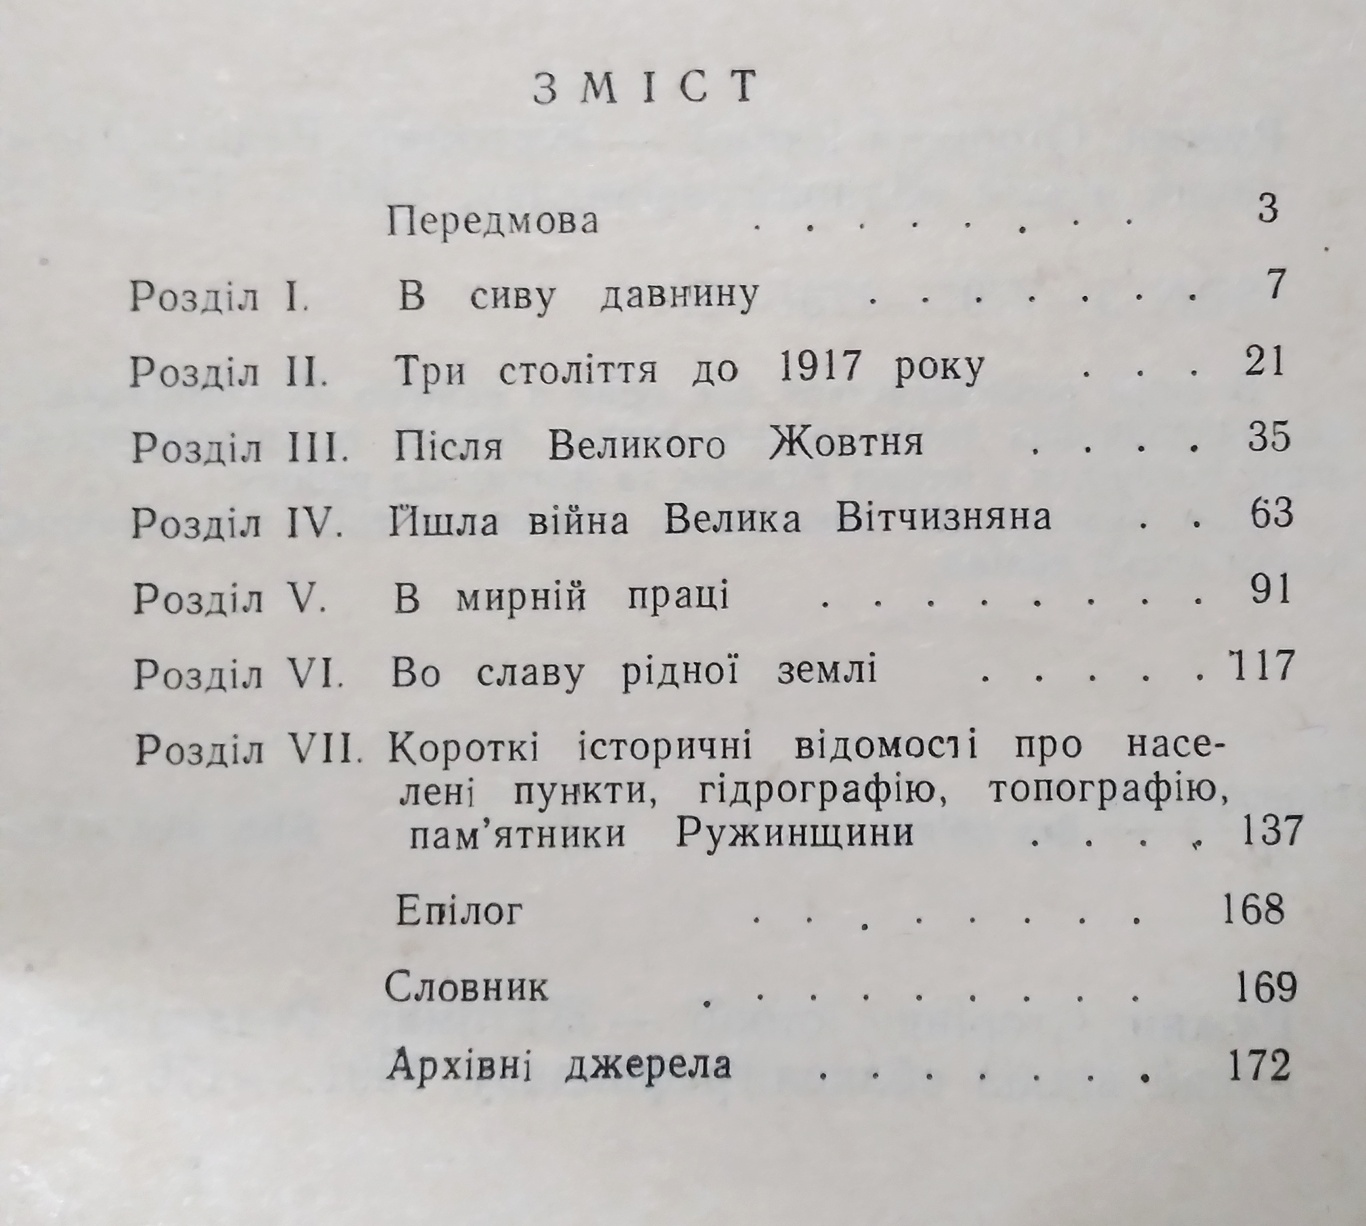 ЗМІСТ
Передмова . . . . . . . . 3
Розділ I. В сиву давнину . . . . . . . 7
Розділ II. Три століття до 1917 року . . . 21
Розділ III. Після Великого Жовтня . . . . 35
Розділ IV. Йшла війна Велика Вітчизняна . . 63
Розділ V. В мирній праці . . . . . . . . 91
Розділ VI. Во славу рідної землі . . . . . 117
Розділ VII. Короткі історичні відомості про насе-
лені пункти, гідрографію, топографію,
пам’ятники Ружинщини . . . . 137
Епілог . . . . . . . . 168
Словник . . . . . . . . . 169
Архівні джерела . . . . . . . 172